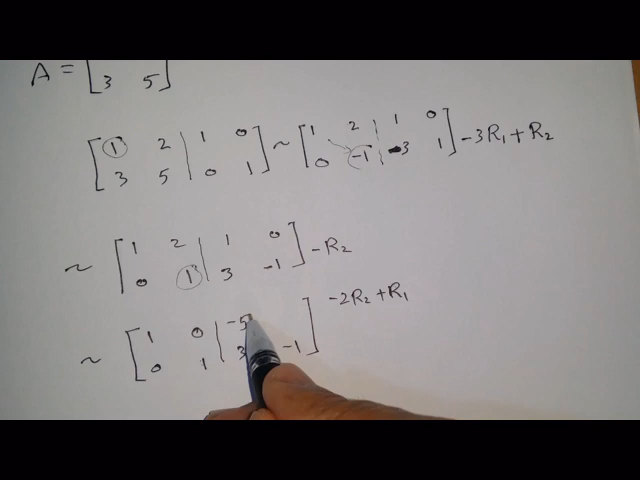 A = [ 3 5 ]
[ 1 2 | 1 0 3 5 | 0 1 ] ~ [ 1 2 | 1 0 0 -1 | -3 1 ] -3R₁+R₂
~ [ 1 2 | 1 0 0 1 | 3 -1 ] -R₂
~ [ 1 0 | -5 0 1 | 3 -1 ] -2R₂+R₁